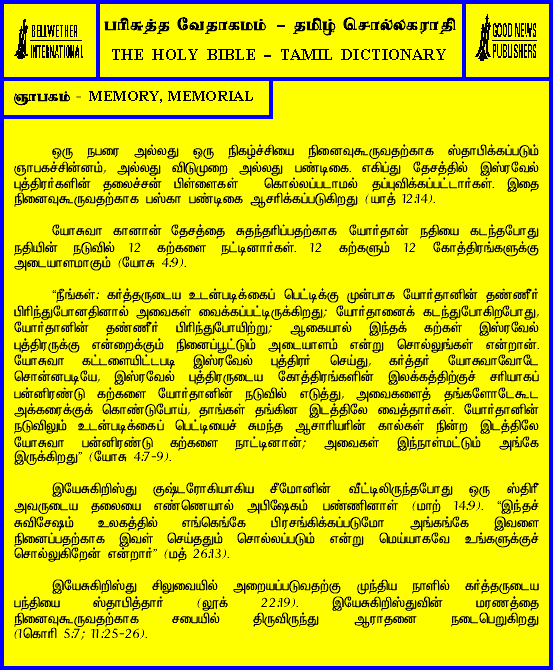 BELLWETHER
INTERNATIONAL
பரிசுத்த வேதாகமம் – தமிழ் சொல்லகராதி
THE HOLY BIBLE – TAMIL DICTIONARY
GOOD NEWS
PUBLISHERS
ஞாபகம் - MEMORY, MEMORIAL
ஒரு நபரை அல்லது ஒரு நிகழ்ச்சியை நினைவுகூருவதற்காக ஸ்தாபிக்கப்படும்
ஞாபகச்சின்னம், அல்லது விடுமுறை அல்லது பண்டிகை. எகிப்து தேசத்தில் இஸ்ரவேல்
புத்திரர்களின் தலைச்சன் பிள்ளைகள் கொல்லப்படாமல் தப்புவிக்கப்பட்டார்கள். இதை
நினைவுகூருவதற்காக பஸ்கா பண்டிகை ஆசரிக்கப்படுகிறது (யாத் 12:14).
யோசுவா கானான் தேசத்தை சுதந்தரிப்பதற்காக யோர்தான் நதியை கடந்தபோது
நதியின் நடுவில் 12 கற்களை நட்டினார்கள். 12 கற்களும் 12 கோத்திரங்களுக்கு
அடையாளமாகும் (யோசு 4:9).
“நீங்கள்: கர்த்தருடைய உடன்படிக்கைப் பெட்டிக்கு முன்பாக யோர்தானின் தண்ணீர்
பிரிந்துபோனதினால் அவைகள் வைக்கப்பட்டிருக்கிறது; யோர்தானைக் கடந்துபோகிறபோது,
யோர்தானின் தண்ணீர் பிரிந்துபோயிற்று; ஆகையால் இந்தக் கற்கள் இஸ்ரவேல்
புத்திரருக்கு என்றைக்கும் நினைப்பூட்டும் அடையாளம் என்று சொல்லுங்கள் என்றான்.
யோசுவா கட்டளையிட்டபடி இஸ்ரவேல் புத்திரர் செய்து, கர்த்தர் யோசுவாவோடே
சொன்னபடியே, இஸ்ரவேல் புத்திரருடைய கோத்திரங்களின் இலக்கத்திற்குச் சரியாகப்
பன்னிரண்டு கற்களை யோர்தானின் நடுவில் எடுத்து, அவைகளைத் தங்களோடேகூட
அக்கரைக்குக் கொண்டுபோய், தாங்கள் தங்கின இடத்திலே வைத்தார்கள். யோர்தானின்
நடுவிலும் உடன்படிக்கைப் பெட்டியைச் சுமந்த ஆசாரியரின் கால்கள் நின்ற இடத்திலே
யோசுவா பன்னிரண்டு கற்களை நாட்டினான்; அவைகள் இந்நாள்மட்டும் அங்கே
இருக்கிறது” (யோசு 4:7-9).
இயேசுகிறிஸ்து குஷ்டரோகியாகிய சீமோனின் வீட்டிலிருந்தபோது ஒரு ஸ்திரீ
அவருடைய தலையை எண்ணெயால் அபிஷேகம் பண்ணினாள் (மாற் 14:9). “இந்தச்
சுவிசேஷம் உலகத்தில் எங்கெங்கே பிரசங்கிக்கப்படுமோ அங்கங்கே இவளை
நினைப்பதற்காக இவள் செய்ததும் சொல்லப்படும் என்று மெய்யாகவே உங்களுக்குச்
சொல்லுகிறேன் என்றார்” (மத் 26:13).
இயேசுகிறிஸ்து சிலுவையில் அறையப்படுவதற்கு முந்திய நாளில் கர்த்தருடைய
பந்தியை ஸ்தாபித்தார் (லூக் 22:19). இயேசுகிறிஸ்துவின் மரணத்தை
நினைவுகூருவதற்காக சபையில் திருவிருந்து ஆராதனை நடைபெறுகிறது
(1கொரி 5:7; 11:25-26).